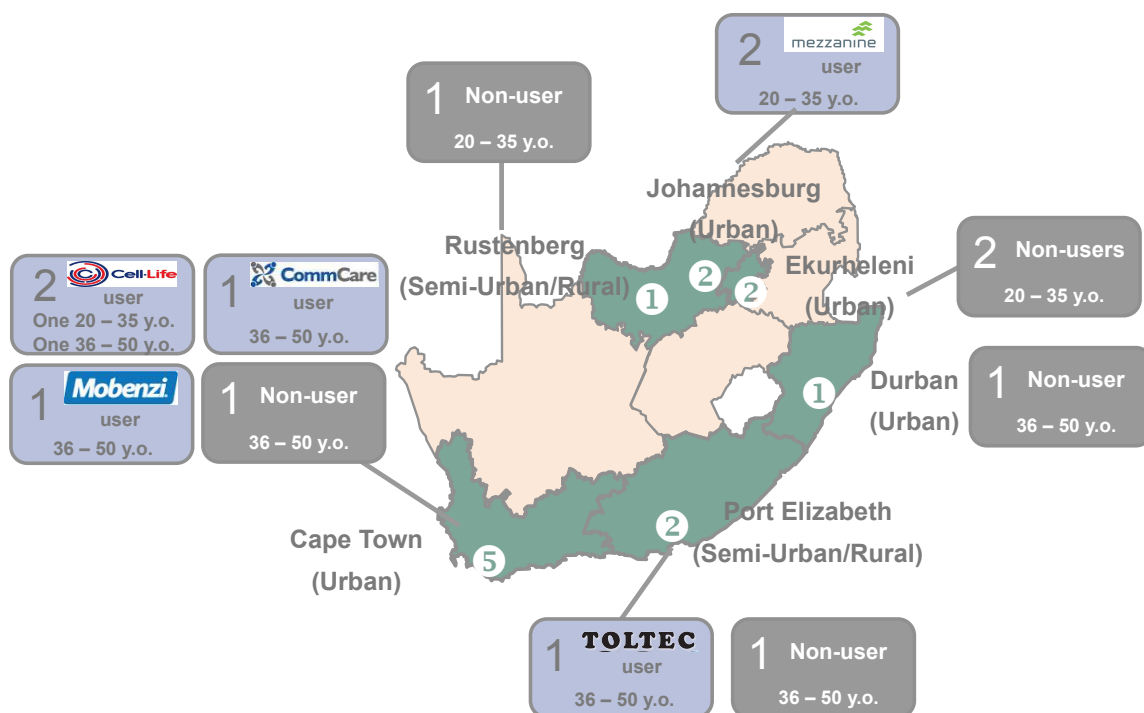 2 mezzanine
user
20 – 35 y.o.
1 Non-user
20 – 35 y.o.
Johannesburg
(Urban)
Rustenberg
(Semi-Urban/Rural)
Ekurheleni
(Urban)
2 Non-users
20 – 35 y.o.
2 Cell-Life
user
One 20 – 35 y.o.
One 36 – 50 y.o.
1 CommCare
user
36 – 50 y.o.
1 Mobenzi
user
36 – 50 y.o.
1 Non-user
36 – 50 y.o.
1
2
2
1
Durban
(Urban)
1 Non-user
36 – 50 y.o.
Cape Town
(Urban)
5
2
Port Elizabeth
(Semi-Urban/Rural)
1 TOLTEC
user
36 – 50 y.o.
1 Non-user
36 – 50 y.o.